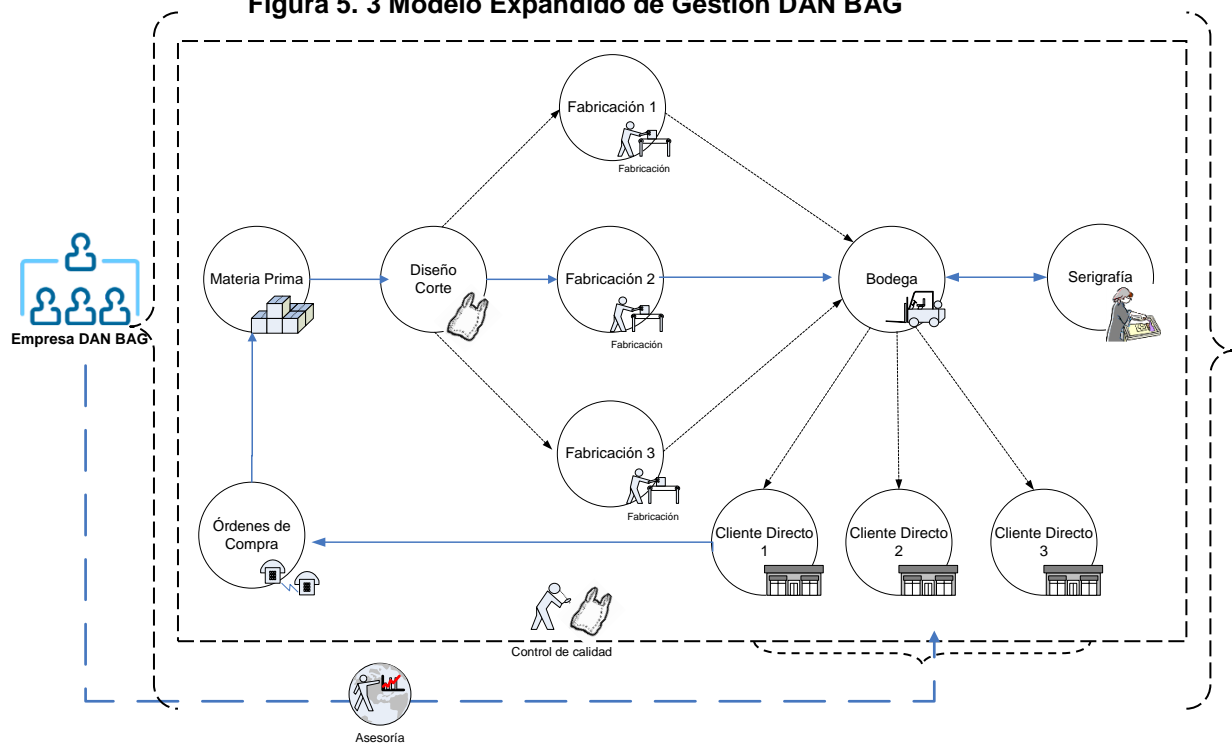 Figura 5. 3 Modelo Expandido de Gestión DAN BAG
Fabricación 1
Fabricación
Materia Prima
Diseño
Corte
Fabricación 2
Fabricación
Bodega
Serigrafía
Empresa DAN BAG
Fabricación 3
Fabricación
Órdenes de
Compra
Cliente Directo
1
Cliente Directo
2
Cliente Directo
3
Control de calidad
Asesoría